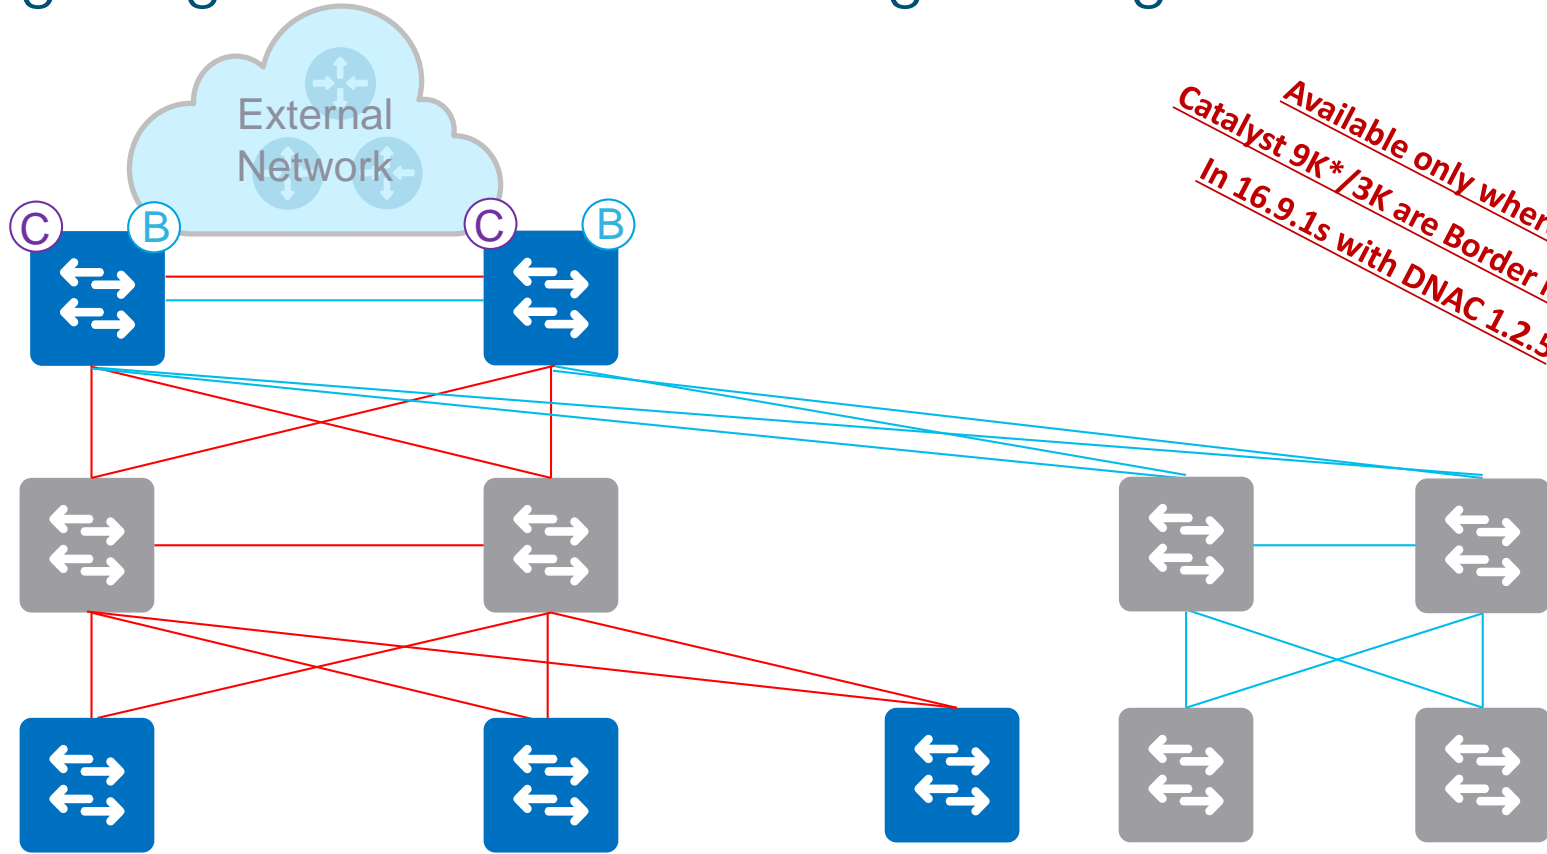 External
Network
C
B
C
B
Available only when
Catalyst 9K*/3K are Border
In 16.9.1s with DNAC 1.2.5